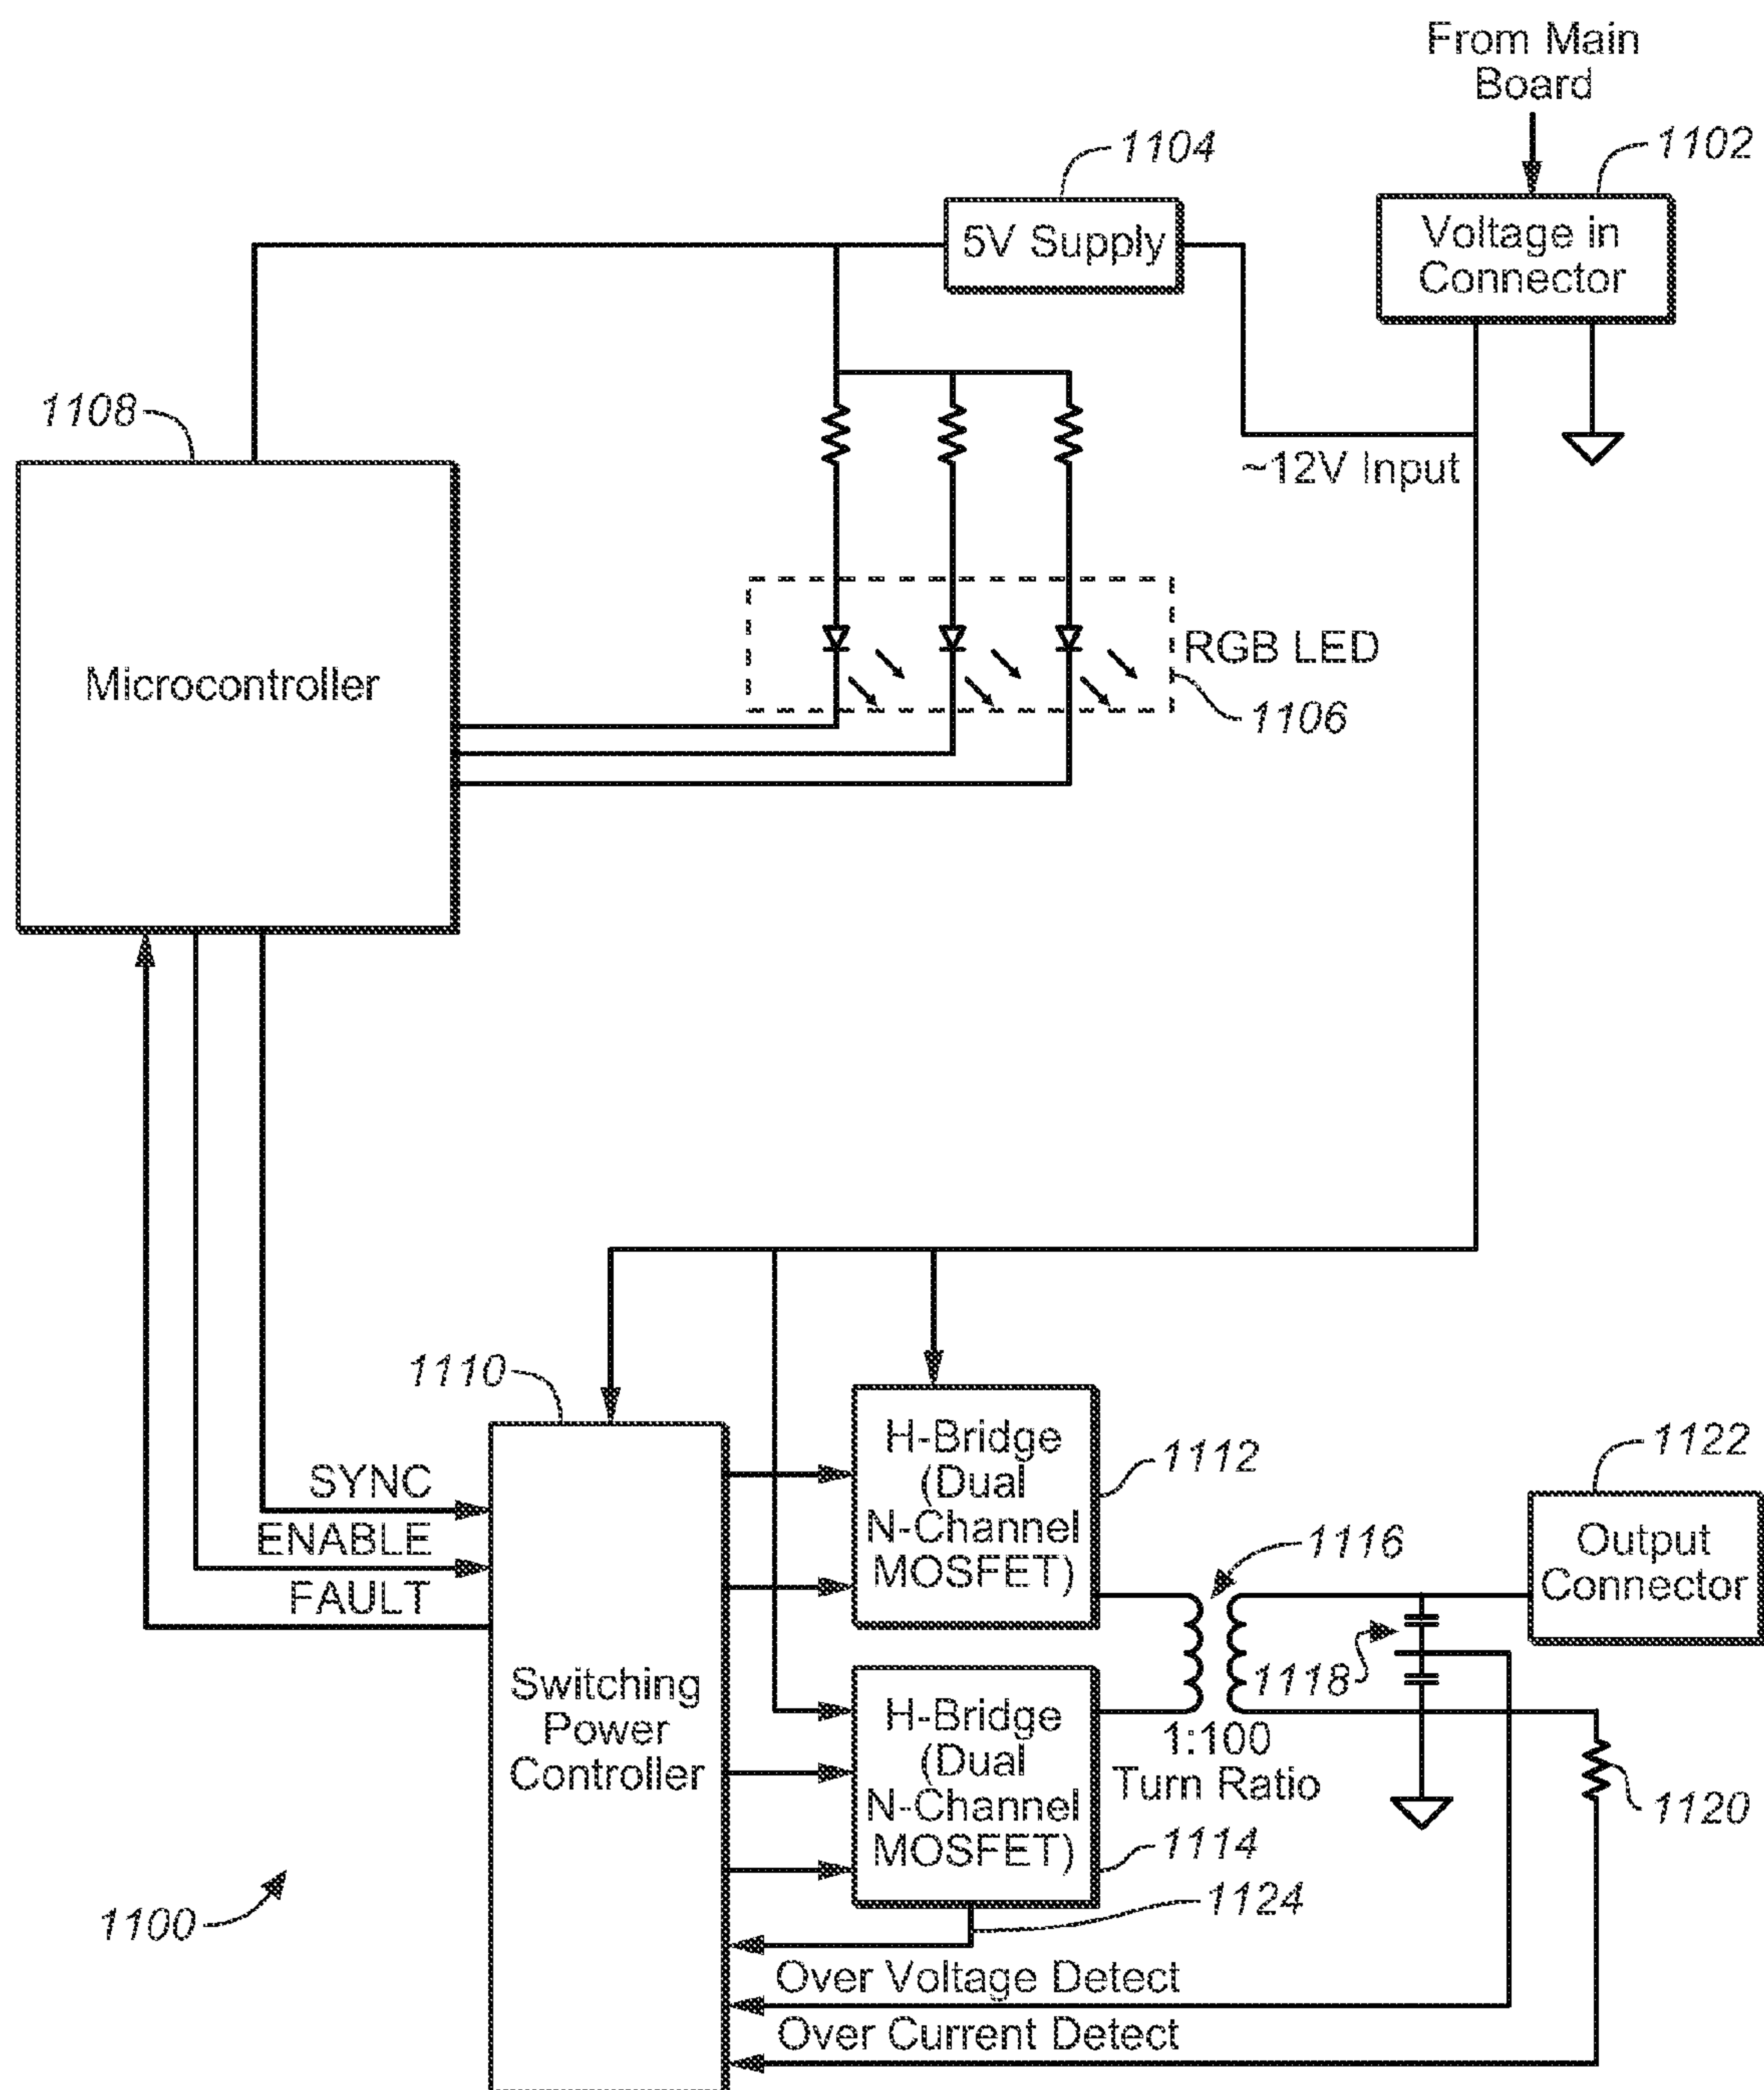 From Main
Board
1102
Voltage in
Connector
1104
5V Supply
~12V Input
1108
Microcontroller
RGB LED
1106
1110
SYNC
ENABLE
FAULT
Switching
Power
Controller
H-Bridge
(Dual
N-Channel
MOSFET)
1112
1116
1122
Output
Connector
1118
H-Bridge
(Dual
N-Channel
MOSFET)
1114
1:100
Turn Ratio
1120
1124
1100
Over Voltage Detect
Over Current Detect